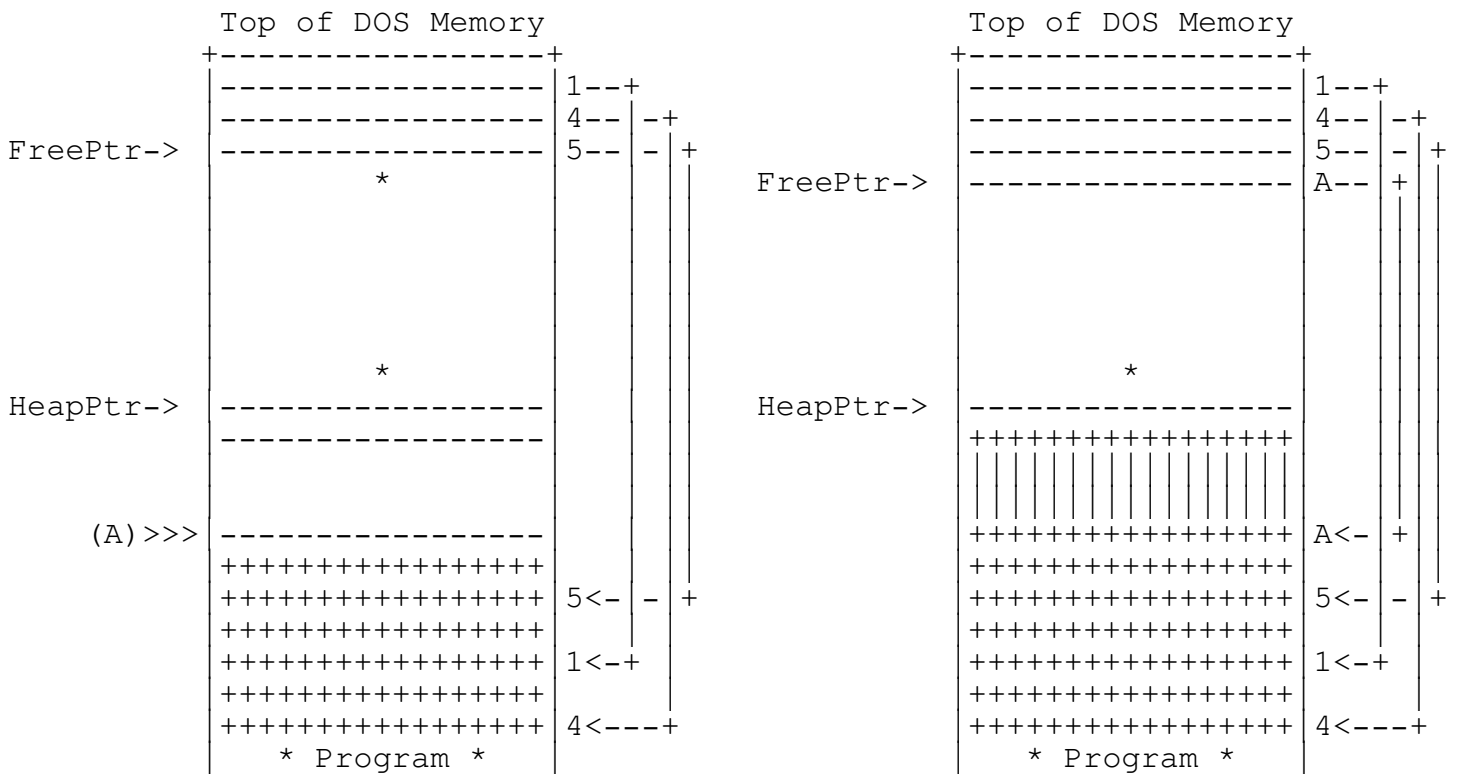 Top of DOS Memory                      Top of DOS Memory
          +------------------+                   +------------------+
          | -----------------| 1--+              | -----------------| 1--+
          | -----------------| 4--|-+            | -----------------| 4--|-+
FreePtr-> | -----------------| 5--|-|+           | -----------------| 5--|-|+
          |         *        |    | ||  FreePtr->| -----------------| A--|+||
          |                  |    | ||           |                  |    ||||
          |                  |    | ||           |                  |    ||||
          |                  |    | ||           |                  |    ||||
          |                  |    | ||           |                  |    ||||
          |                  |    | ||           |                  |    ||||
          |         *        |    | ||           |         *        |    ||||
HeapPtr-> | -----------------|    | ||  HeapPtr->| -----------------|    ||||
          | -----------------|    | ||           | +++++++++++++++++|    ||||
          |                  |    | ||           | |||||||||||||||||    ||||
          |                  |    | ||           | |||||||||||||||||    ||||
    (A)>>>| -----------------|    | ||           | +++++++++++++++++| A<-|+||
          | +++++++++++++++++|    | ||           | +++++++++++++++++|    | ||
          | +++++++++++++++++| 5<-|-|+           | +++++++++++++++++| 5<-|-|+
          | +++++++++++++++++|    | |            | +++++++++++++++++|    | |
          | +++++++++++++++++| 1<-+ |            | +++++++++++++++++| 1<-+ |
          | +++++++++++++++++|      |            | +++++++++++++++++|      |
          | +++++++++++++++++| 4<---+            | +++++++++++++++++| 4<---+
          |    * Program *   |                   |    * Program *   |